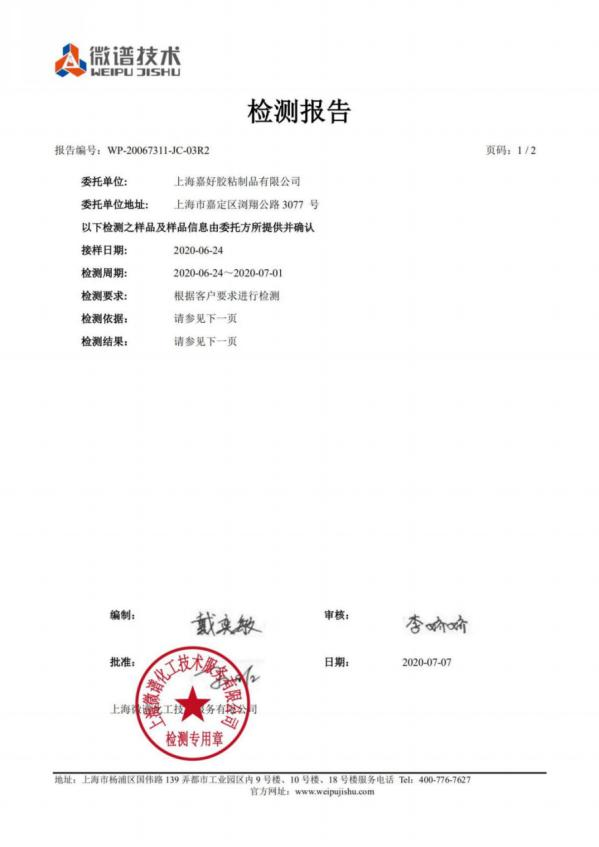 微谱技术
WEIPU JISHU
检测报告
报告编号：WP-20067311-JC-03R2 页码：1 / 2
委托单位: 上海嘉好胶粘制品有限公司
委托单位地址: 上海市嘉定区浏翔公路 3077 号
以下检测之样品及样品信息由委托方所提供并确认
接样日期: 2020-06-24
检测周期: 2020-06-24～2020-07-01
检测要求: 根据客户要求进行检测
检测依据: 请参见下一页
检测结果: 请参见下一页
编制: 戴奕敏 审核: 李娇娇
批准: 日期: 2020-07-07
上海微谱化工技术服务有限公司
上海微谱化工技术服务有限公司
检测专用章
地址：上海市杨浦区国伟路 139 弄都市工业园区内 9 号楼、10 号楼、18 号楼服务电话 Tel：400-776-7627
官方网址：www.weipujishu.com